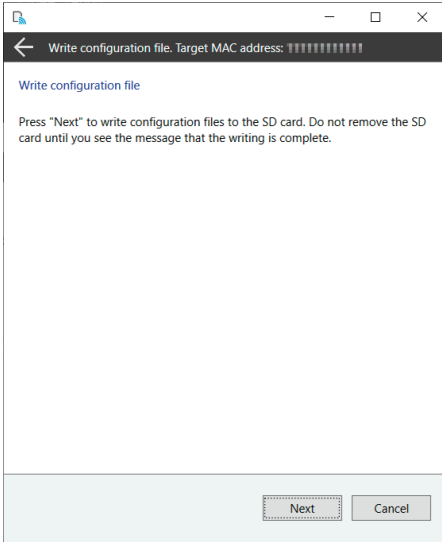 Write configuration file. Target MAC address:
Write configuration file
Press "Next" to write configuration files to the SD card. Do not remove the SD
card until you see the message that the writing is complete.
Next
Cancel